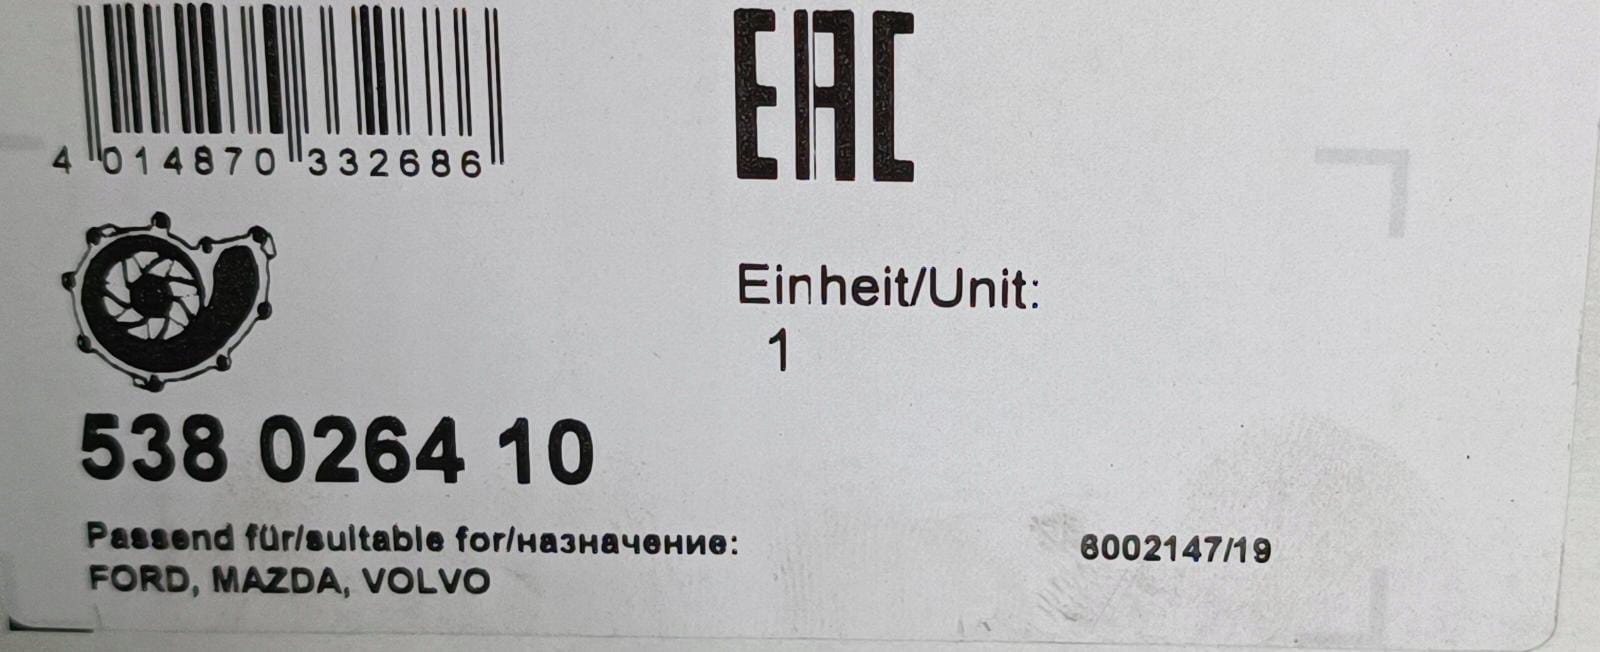 4 014870 332686
EAC
Einheit/Unit:
1
538 0264 10
Passend für/suitable for/назначение:
FORD, MAZDA, VOLVO
6002147/19